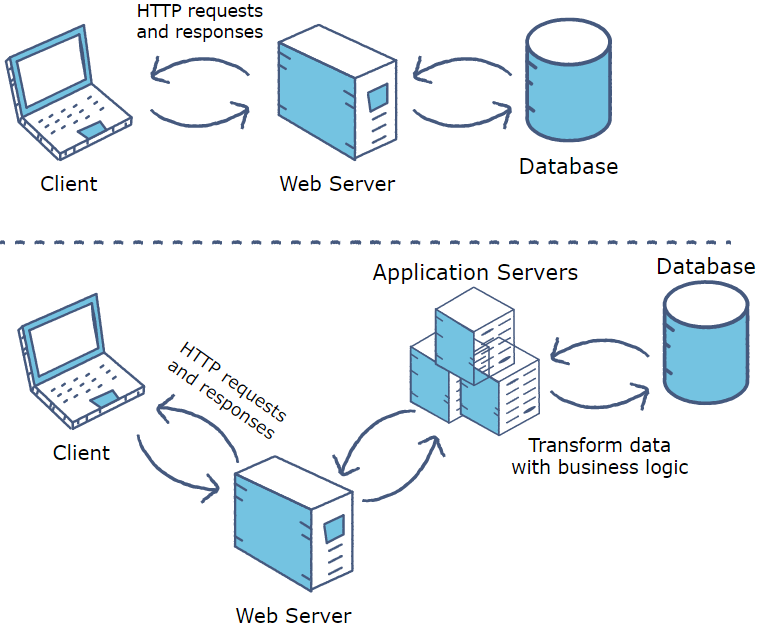 HTTP requests
and responses
Client
Web Server
Database
Application Servers
Database
HTTP requests
and responses
Client
Transform data
with business logic
Web Server